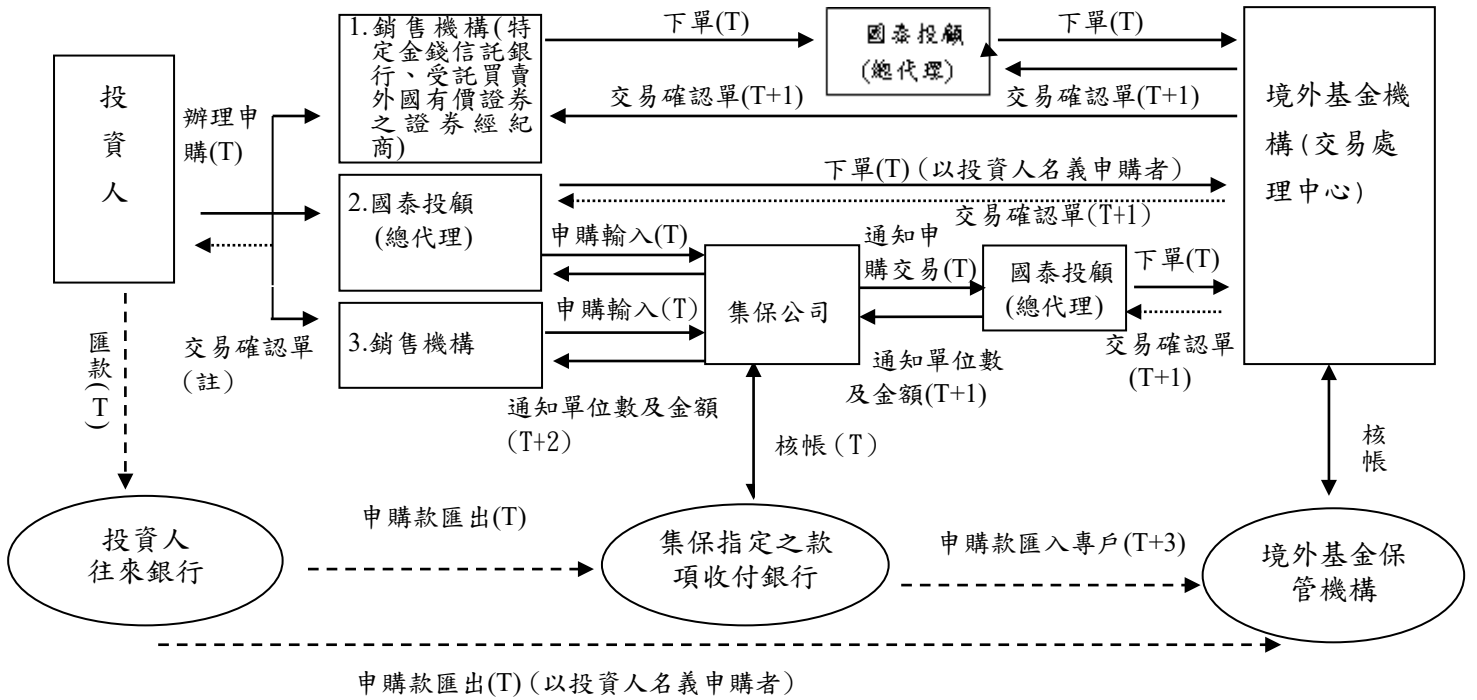 投
資
人
辦理申
購(T)
1.銷售機構(特
定金錢信託銀
行、受託買賣
外國有價證券
之證券經紀
商)
下單(T)
國泰投顧
(總代理)
下單(T)
交易確認單(T+1)
交易確認單(T+1)
境外基金機
構(交易處
理中心)
2.國泰投顧
(總代理)
下單(T)(以投資人名義申購者)
交易確認單(T+1)
申購輸入(T)
集保公司
通知申
購交易(T)
國泰投顧
(總代理)
下單(T)
交易確認單
(T+1)
3.銷售機構
申購輸入(T)
通知單位數
及金額(T+1)
通知單位數及金額
(T+2)
交易確認單
(註)
匯款(T)
核帳(T)
核
帳
投資人
往來銀行
申購款匯出(T)
集保指定之款
項收付銀行
申購款匯入專戶(T+3)
境外基金保
管機構
申購款匯出(T)(以投資人名義申購者)